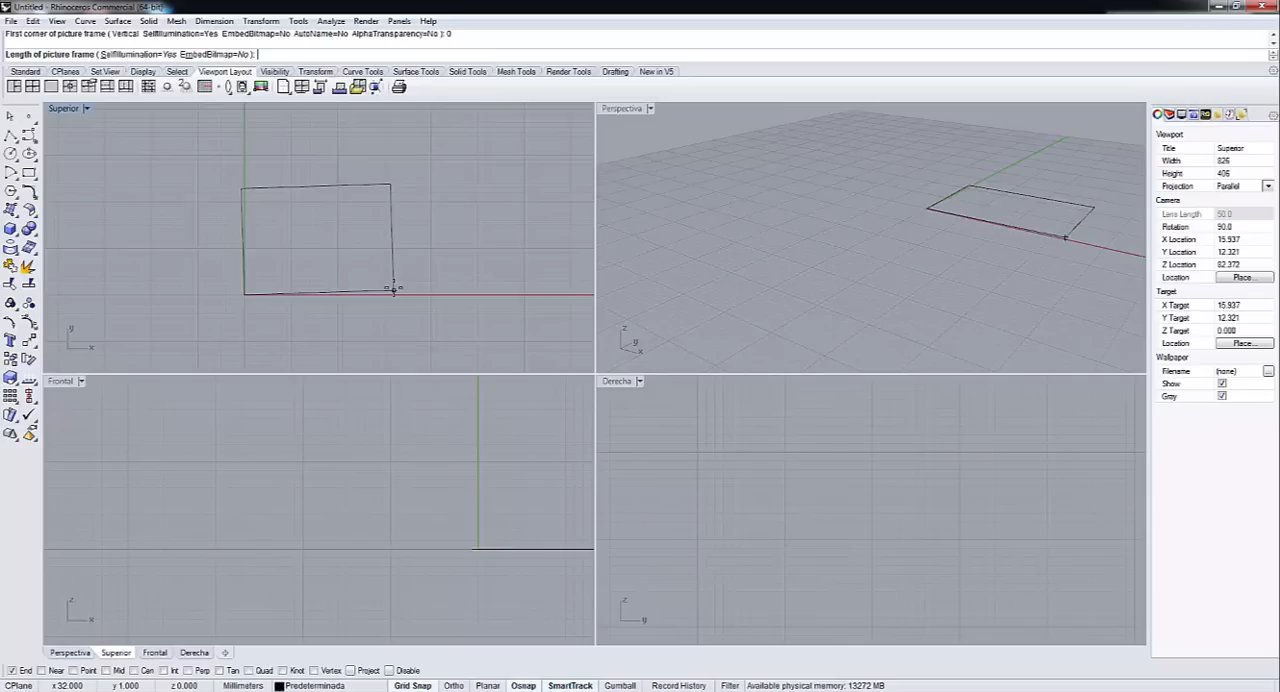 Untitled - Rhinoceros Commercial (64-bit)
File Edit View Curve Surface Solid Mesh Dimension Transform Tools Analyze Render Panels Help
First corner of picture frame ( Vertical SelfIllumination=Yes EmbedBitmap=No AutoName=No AlphaTransparency=No ): 0
Length of picture frame ( SelfIllumination=Yes EmbedBitmap=No ):
Standard CPlanes Set View Display Select Viewport Layout Visibility Transform Curve Tools Surface Tools Solid Tools Mesh Tools Render Tools Drafting New in V5
Superior
Perspectiva
y
x
z
y
x
Frontal
Derecha
z
x
z
y
Viewport
Title Superior
Width 826
Height 406
Projection Parallel
Camera
Lens Length 50.0
Rotation 90.0
X Location 15.937
Y Location 12.321
Z Location 82.372
Location Place...
Target
X Target 15.937
Y Target 12.321
Z Target 0.000
Location Place...
Wallpaper
Filename (none) ...
Show
Gray
Perspectiva Superior Frontal Derecha
End Near Point Mid Cen Int Perp Tan Quad Knot Vertex Project Disable
CPlane x 32.000 y 1.000 z 0.000 Millimeters Predeterminada Grid Snap Ortho Planar Osnap SmartTrack Gumball Record History Filter Available physical memory: 13272 MB